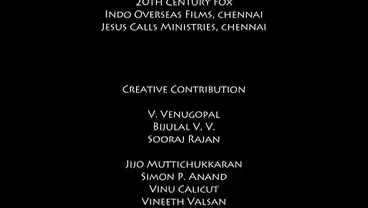 20th Century Fox
Indo Overseas Films, chennai
Jesus Calls Ministries, chennai
Creative Contribution
V. Venugopal
Bijulal V. V.
Sooraj Rajan
Jijo Muttichukkaran
Simon P. Anand
Vinu Calicut
Vineeth Valsan